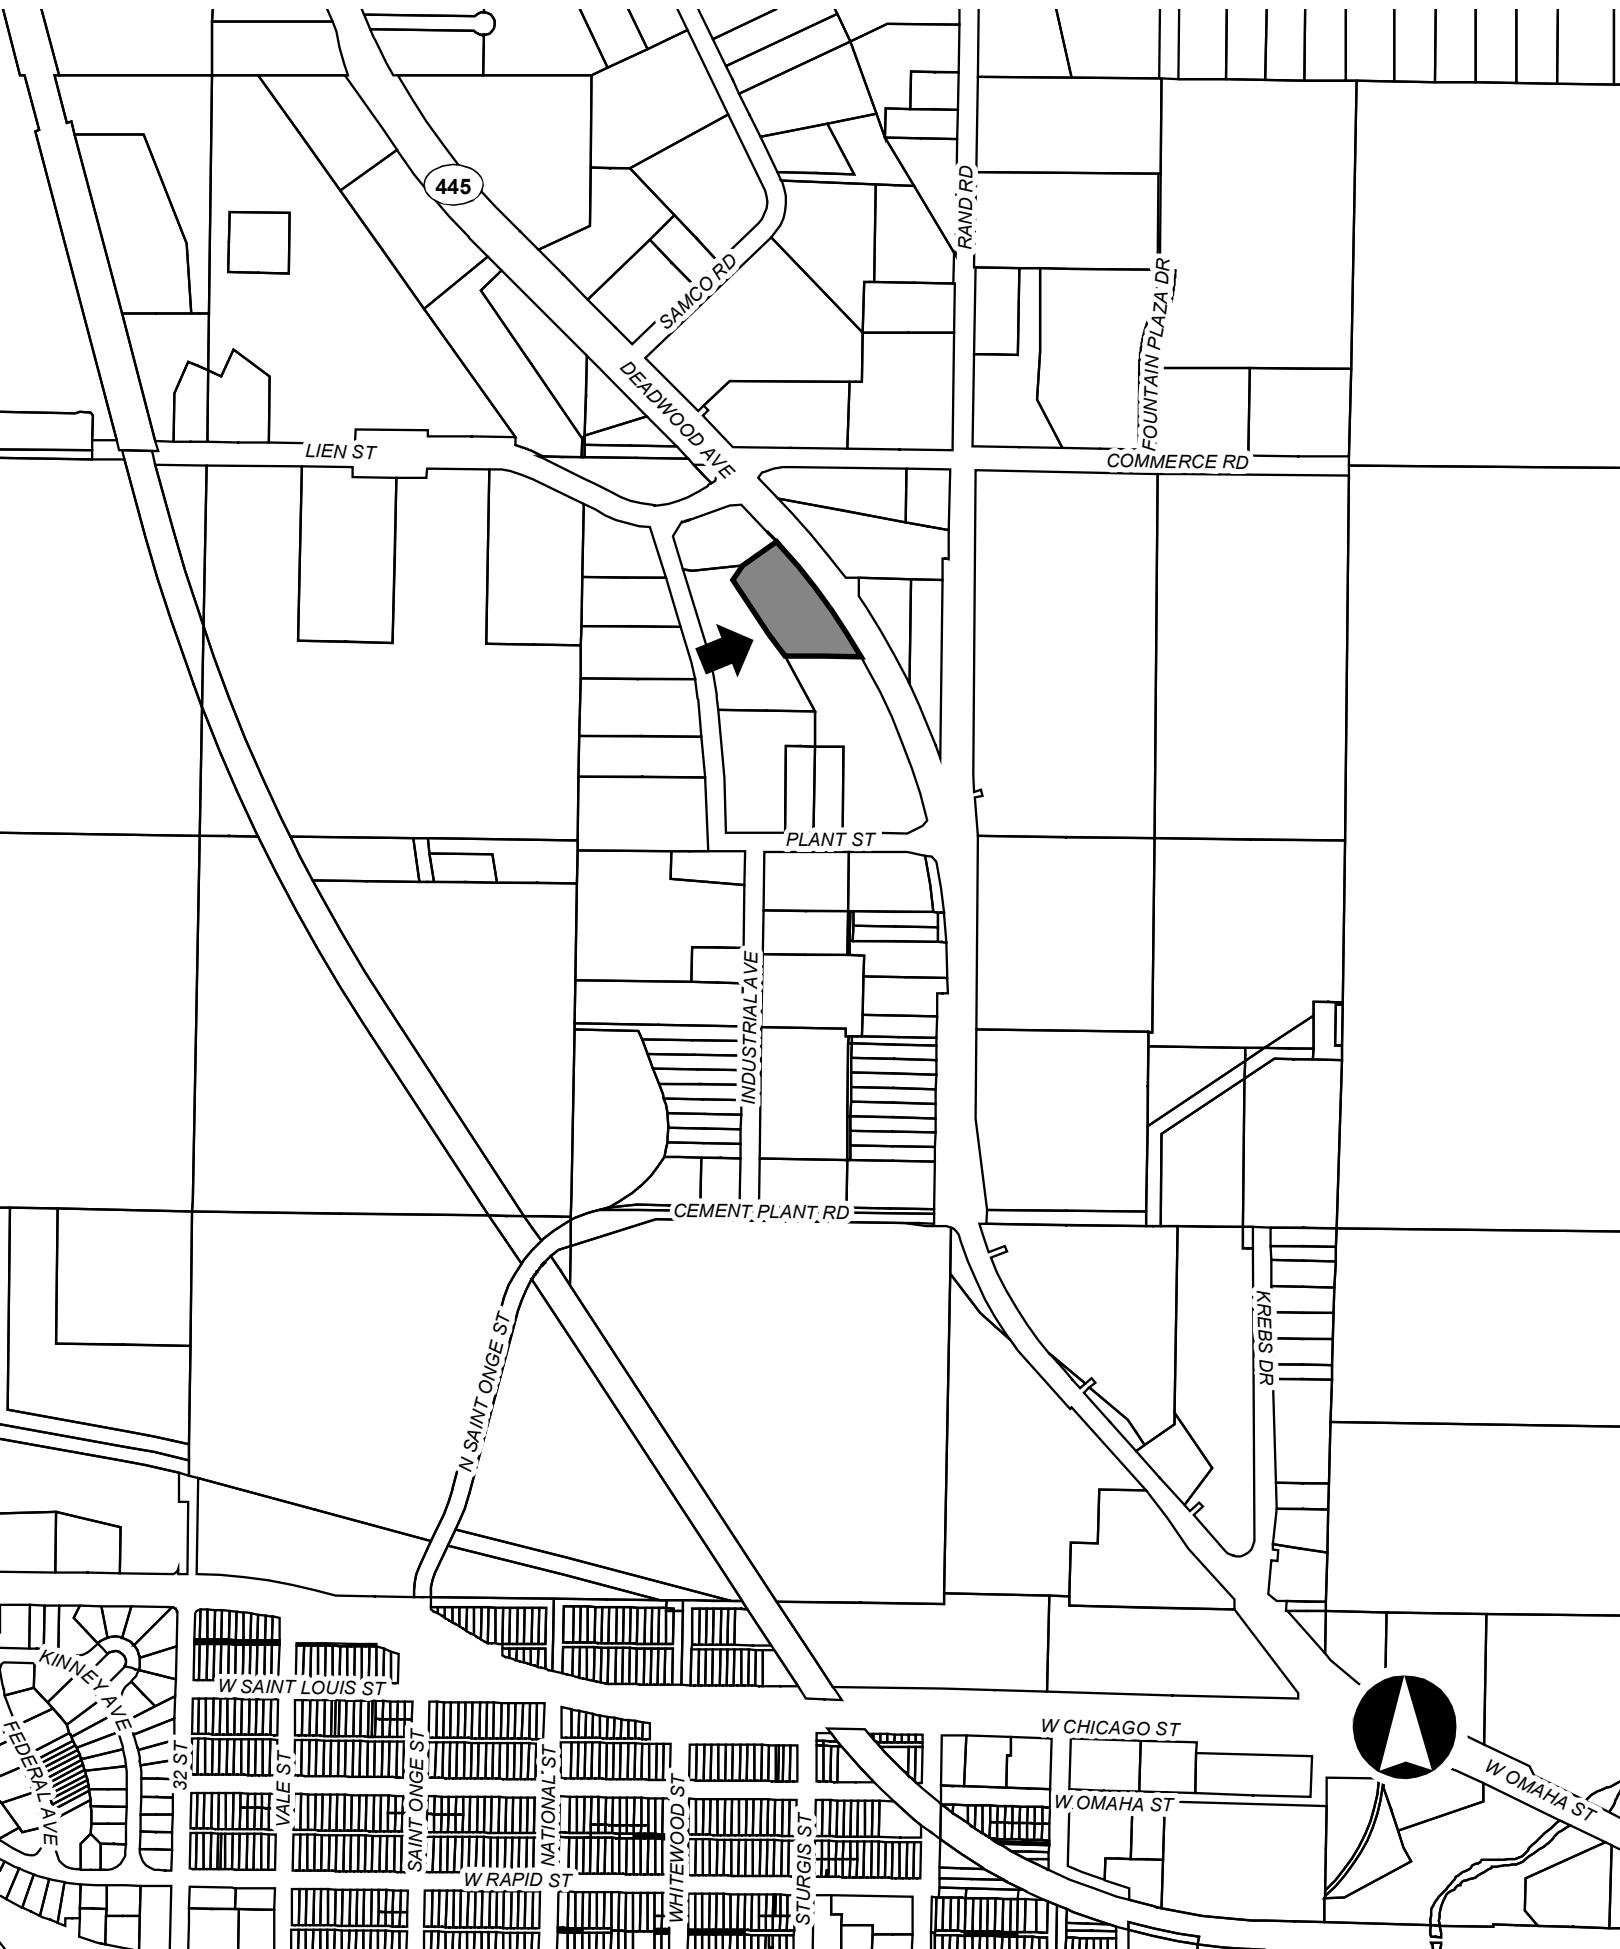 445
RAND RD
SAMCO RD
FOUNTAIN PLAZA DR
DEADWOOD AVE
LIEN ST
COMMERCE RD
PLANT ST
INDUSTRIAL AVE
CEMENT PLANT RD
N SAINT ONGE ST
KREBS DR
KINNEY AVE
W SAINT LOUIS ST
FEDERAL AVE
32 ST
VALE ST
SAINT ONGE ST
NATIONAL ST
WHITEWOOD ST
STURGIS ST
W CHICAGO ST
W OMAHA ST
W OMAHA ST
W RAPID ST